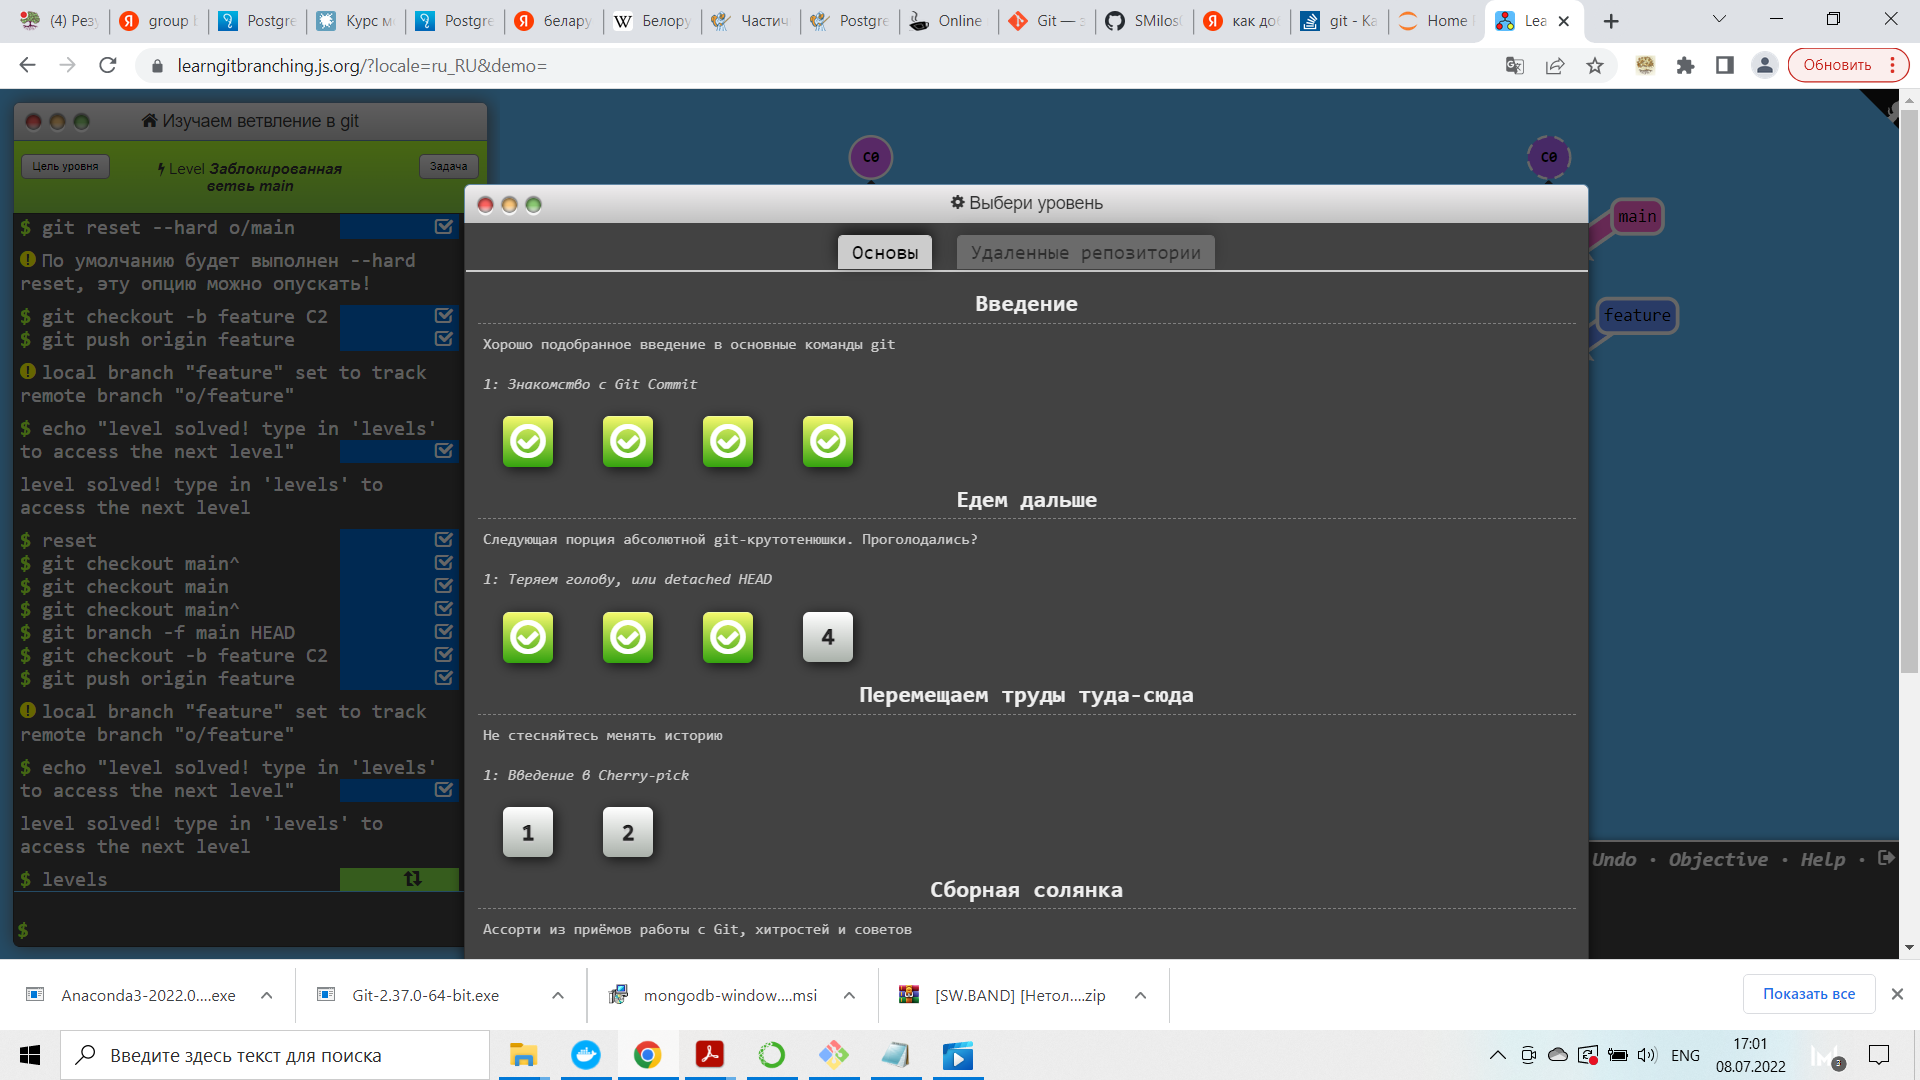 (4) Резу
group b
Postgre
Курс мо
Postgre
белару
Белору
Частич
Postgre
Online
Git — з
SMilos
как доб
git - Ка
Home
Lea
learngitbranching.js.org/?locale=ru_RU&demo=
Обновить
Изучаем ветвление в git
Цель уровня
Level Заблокированная
ветвь main
Задача
$ git reset --hard o/main
По умолчанию будет выполнен --hard
reset, эту опцию можно опускать!
$ git checkout -b feature C2
$ git push origin feature
local branch "feature" set to track
remote branch "o/feature"
$ echo "level solved! type in 'levels'
to access the next level"
level solved! type in 'levels' to
access the next level
$ reset
$ git checkout main^
$ git checkout main
$ git checkout main^
$ git branch -f main HEAD
$ git checkout -b feature C2
$ git push origin feature
local branch "feature" set to track
remote branch "o/feature"
$ echo "level solved! type in 'levels'
to access the next level"
level solved! type in 'levels' to
access the next level
$ levels
$
C0
C0
main
feature
Выбери уровень
Основы
Удаленные репозитории
Введение
Хорошо подобранное введение в основные команды git
1: Знакомство с Git Commit
Едем дальше
Следующая порция абсолютной git-крутотенюшки. Проголодались?
1: Теряем голову, или detached HEAD
4
Перемещаем труды туда-сюда
Не стесняйтесь менять историю
1: Введение в Cherry-pick
1
2
Сборная солянка
Ассорти из приёмов работы с Git, хитростей и советов
Undo • Objective • Help •
Anaconda3-2022.0....exe
Git-2.37.0-64-bit.exe
mongodb-window....msi
[SW.BAND] [Нетол....zip
Показать все
Введите здесь текст для поиска
ENG
17:01
08.07.2022
3